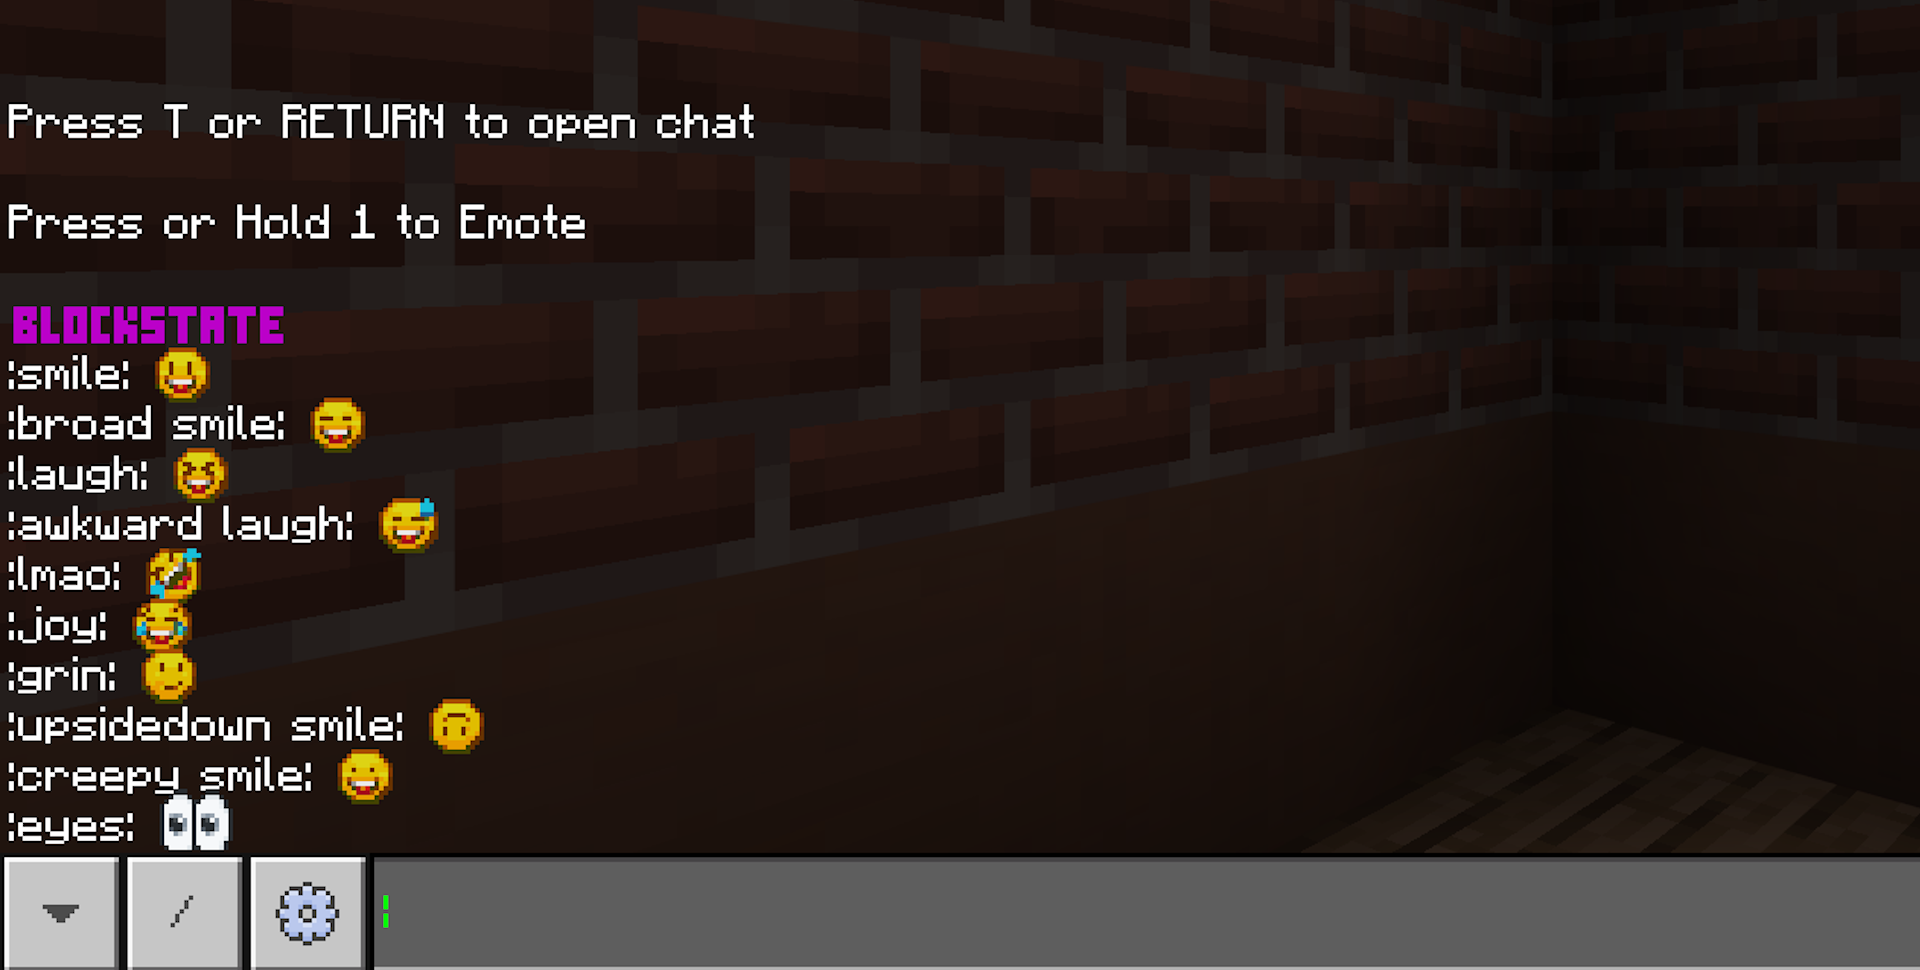 Press T or RETURN to open chat
Press or Hold 1 to Emote
BLOCKSTATE
:smile:
:broad smile:
:laugh:
:awkward laugh:
:lmao:
:joy:
:grin:
:upsidedown smile:
:creepy smile:
:eyes:
/